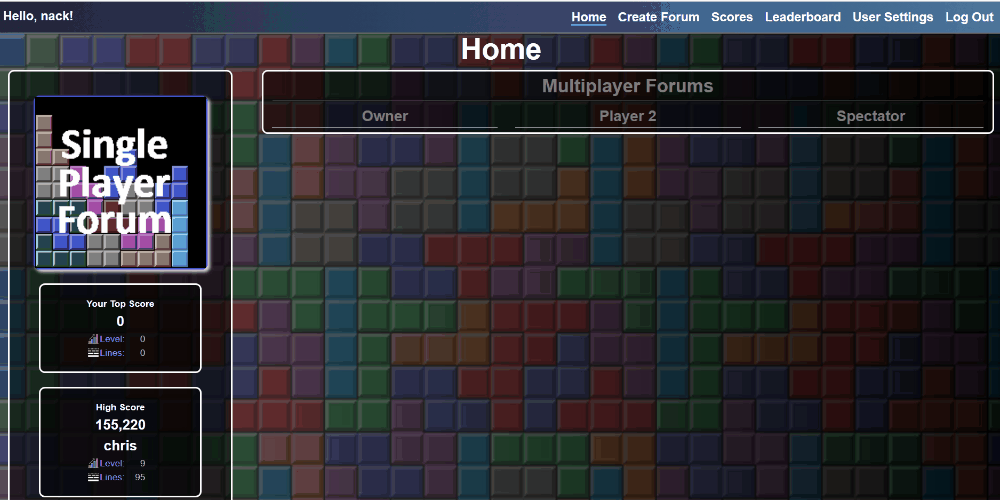 Hello, nack!
Home Create Forum Scores Leaderboard User Settings Log Out
Home
Single
Player
Forum
Your Top Score
0
Level: 0
Lines: 0
High Score
155,220
chris
Level: 9
Lines: 95
Multiplayer Forums
Owner Player 2 Spectator